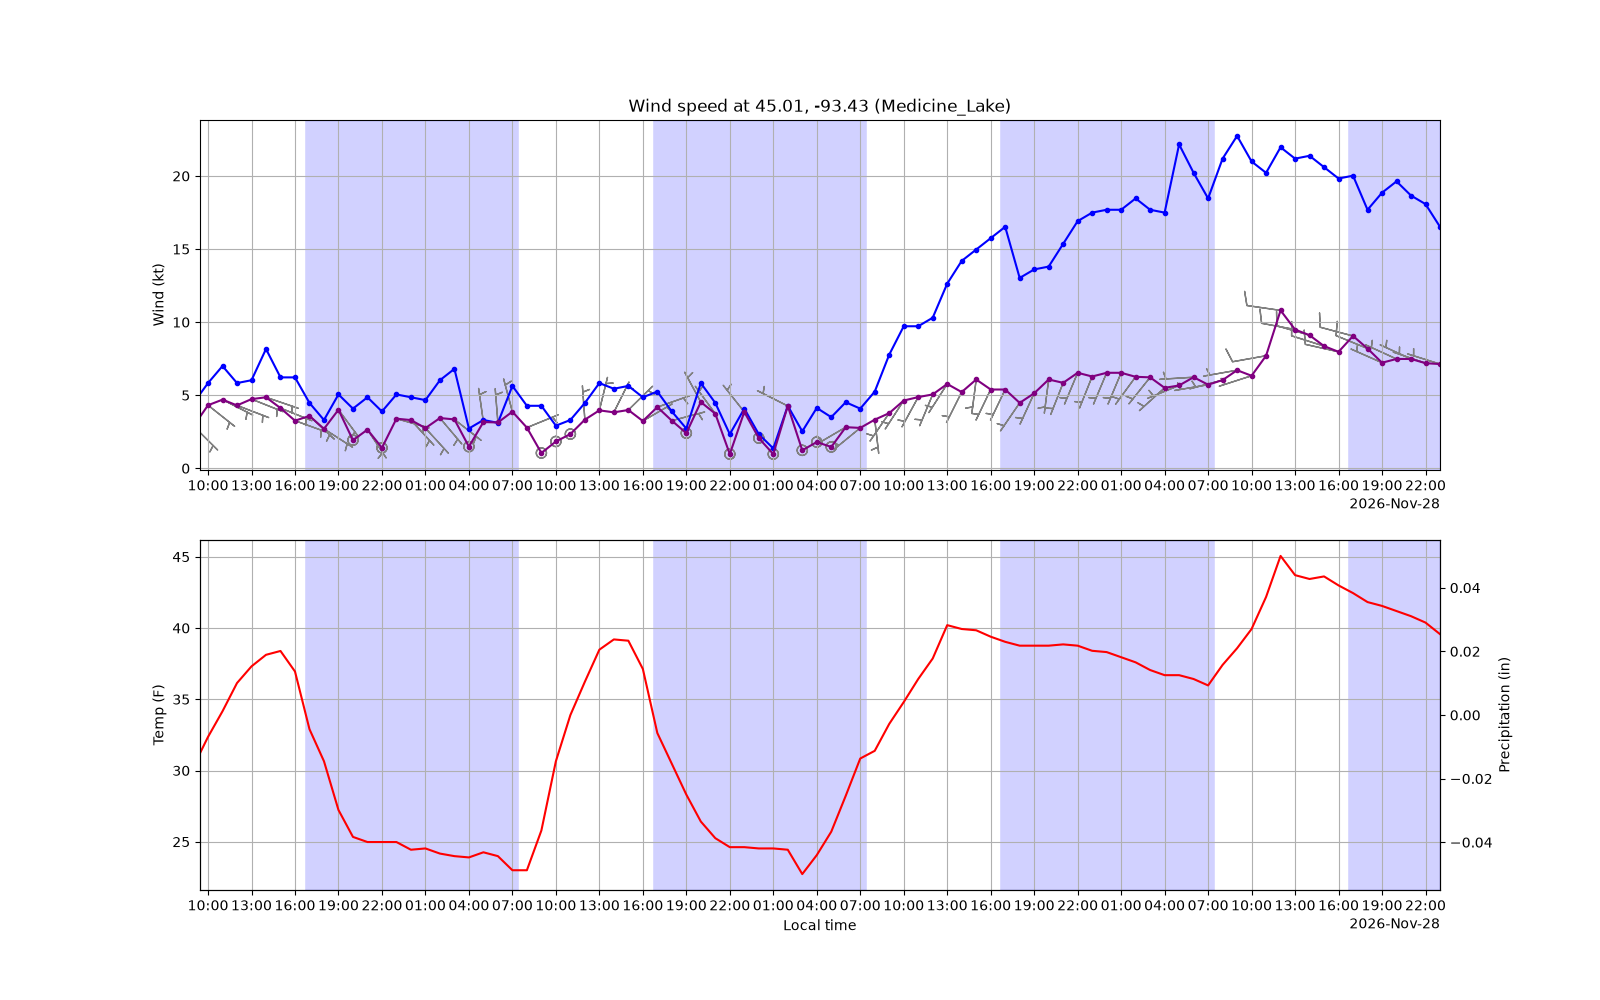 Wind speed at 45.01, -93.43 (Medicine_Lake)
Wind (kt)
20
15
10
5
0
10:00 13:00 16:00 19:00 22:00 01:00 04:00 07:00 10:00 13:00 16:00 19:00 22:00 01:00 04:00 07:00 10:00 13:00 16:00 19:00 22:00 01:00 04:00 07:00 10:00 13:00 16:00 19:00 22:00
2026-Nov-28
Temp (F)
45
40
35
30
25
0.04
0.02
0.00
−0.02
−0.04
Precipitation (in)
10:00 13:00 16:00 19:00 22:00 01:00 04:00 07:00 10:00 13:00 16:00 19:00 22:00 01:00 04:00 07:00 10:00 13:00 16:00 19:00 22:00 01:00 04:00 07:00 10:00 13:00 16:00 19:00 22:00
Local time
2026-Nov-28